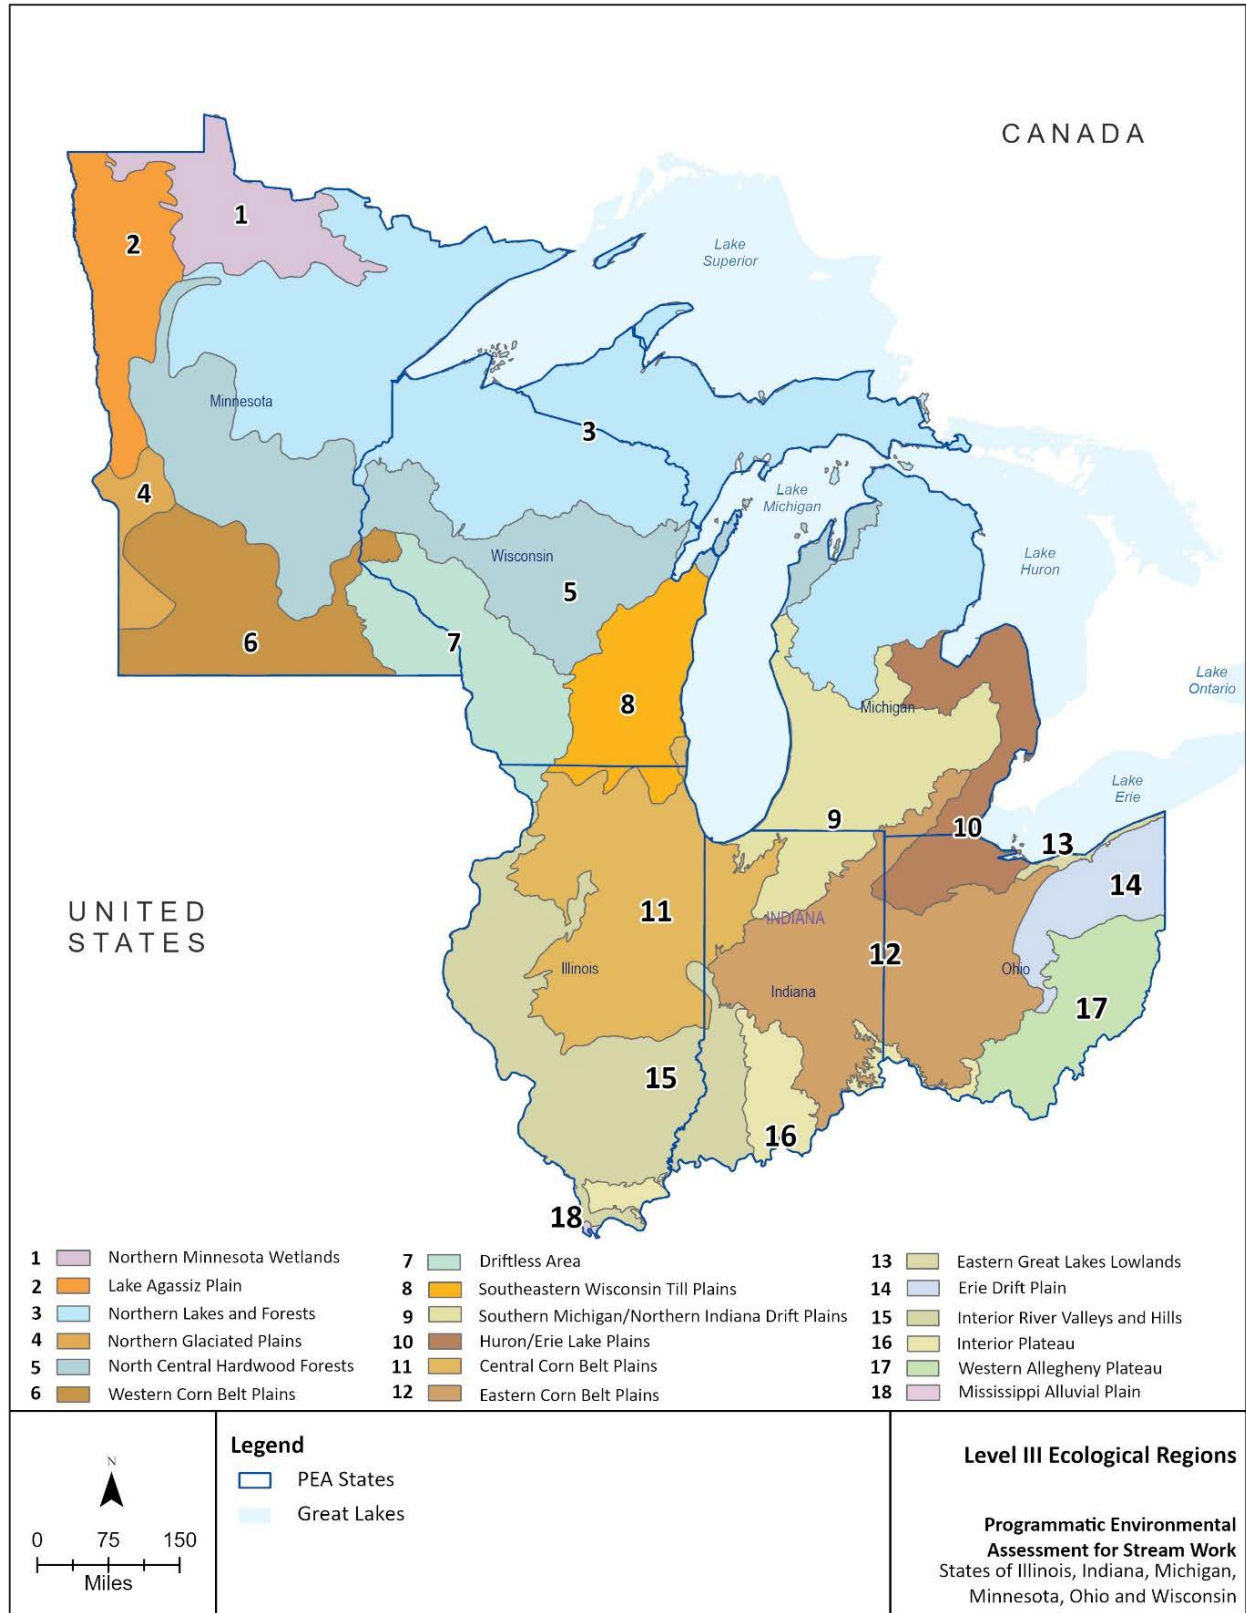 CANADA
1
2
Lake
Superior
Minnesota
3
4
Lake
Michigan
Wisconsin
5
Lake
Huron
6
7
Lake
Ontario
8
Michigan
Lake
Erie
9
10
13
14
UNITED
STATES
11
INDIANA
12
Illinois
Ohio
Indiana
17
15
16
18
1 Northern Minnesota Wetlands
2 Lake Agassiz Plain
3 Northern Lakes and Forests
4 Northern Glaciated Plains
5 North Central Hardwood Forests
6 Western Corn Belt Plains
7 Driftless Area
8 Southeastern Wisconsin Till Plains
9 Southern Michigan/Northern Indiana Drift Plains
10 Huron/Erie Lake Plains
11 Central Corn Belt Plains
12 Eastern Corn Belt Plains
13 Eastern Great Lakes Lowlands
14 Erie Drift Plain
15 Interior River Valleys and Hills
16 Interior Plateau
17 Western Allegheny Plateau
18 Mississippi Alluvial Plain
N
0 75 150
Miles
Legend
PEA States
Great Lakes
Level III Ecological Regions
Programmatic Environmental
Assessment for Stream Work
States of Illinois, Indiana, Michigan,
Minnesota, Ohio and Wisconsin